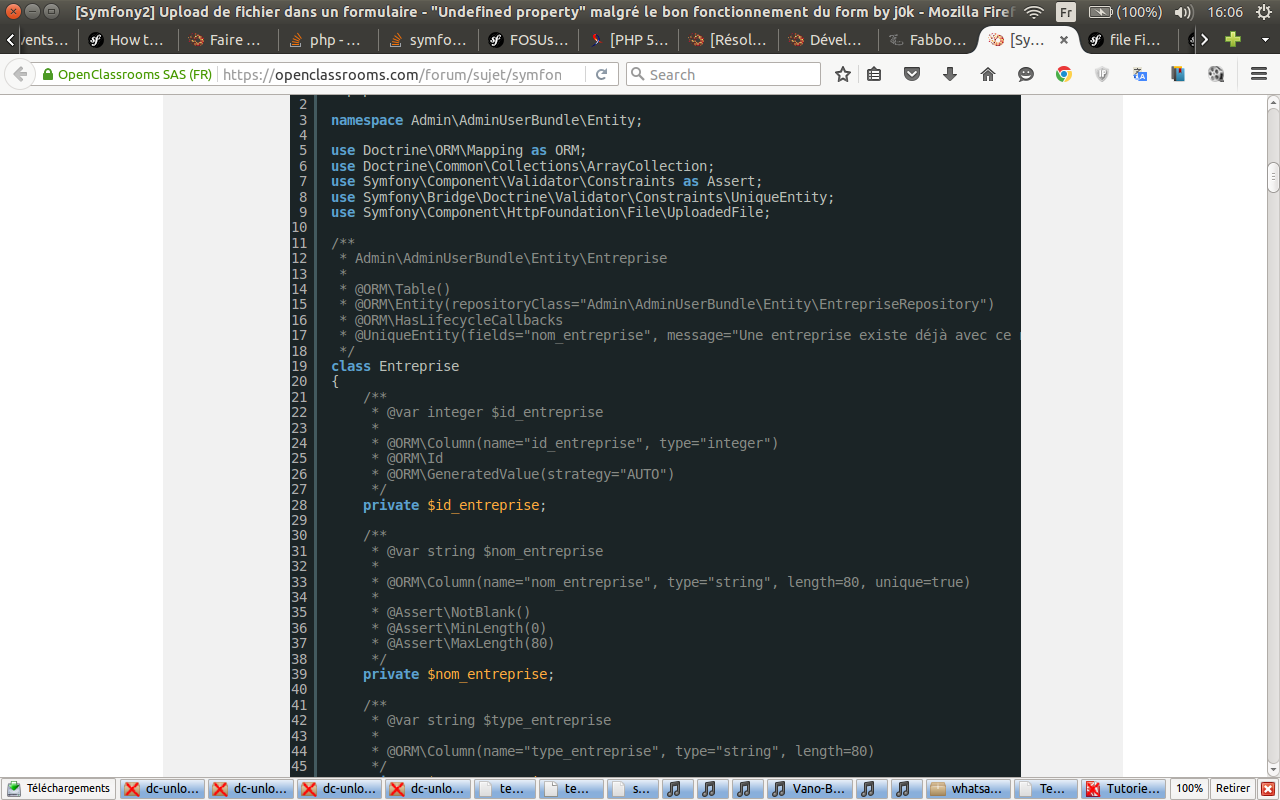 [Symfony2] Upload de fichier dans un formulaire - "Undefined property" malgré le bon fonctionnement du form by j0k - Mozilla Firef
Fr (100%) 16:06
vents... How t... Faire ... php - ... symfo... FOSUs... [PHP 5... [Résol... Dével... Fabbo... [Sy... file Fi...
OpenClassrooms SAS (FR) https://openclassrooms.com/forum/sujet/symfon Search
2
3 namespace Admin\AdminUserBundle\Entity;
4
5 use Doctrine\ORM\Mapping as ORM;
6 use Doctrine\Common\Collections\ArrayCollection;
7 use Symfony\Component\Validator\Constraints as Assert;
8 use Symfony\Bridge\Doctrine\Validator\Constraints\UniqueEntity;
9 use Symfony\Component\HttpFoundation\File\UploadedFile;
10
11 /**
12 * Admin\AdminUserBundle\Entity\Entreprise
13 *
14 * @ORM\Table()
15 * @ORM\Entity(repositoryClass="Admin\AdminUserBundle\Entity\EntrepriseRepository")
16 * @ORM\HasLifecycleCallbacks
17 * @UniqueEntity(fields="nom_entreprise", message="Une entreprise existe déjà avec ce
18 */
19 class Entreprise
20 {
21 /**
22 * @var integer $id_entreprise
23 *
24 * @ORM\Column(name="id_entreprise", type="integer")
25 * @ORM\Id
26 * @ORM\GeneratedValue(strategy="AUTO")
27 */
28 private $id_entreprise;
29
30 /**
31 * @var string $nom_entreprise
32 *
33 * @ORM\Column(name="nom_entreprise", type="string", length=80, unique=true)
34 *
35 * @Assert\NotBlank()
36 * @Assert\MinLength(0)
37 * @Assert\MaxLength(80)
38 */
39 private $nom_entreprise;
40
41 /**
42 * @var string $type_entreprise
43 *
44 * @ORM\Column(name="type_entreprise", type="string", length=80)
45 */
Téléchargements dc-unlo... dc-unlo... dc-unlo... dc-unlo... te... te... s... Vano-B... whatsa... Te... Tutorie... 100% Retirer